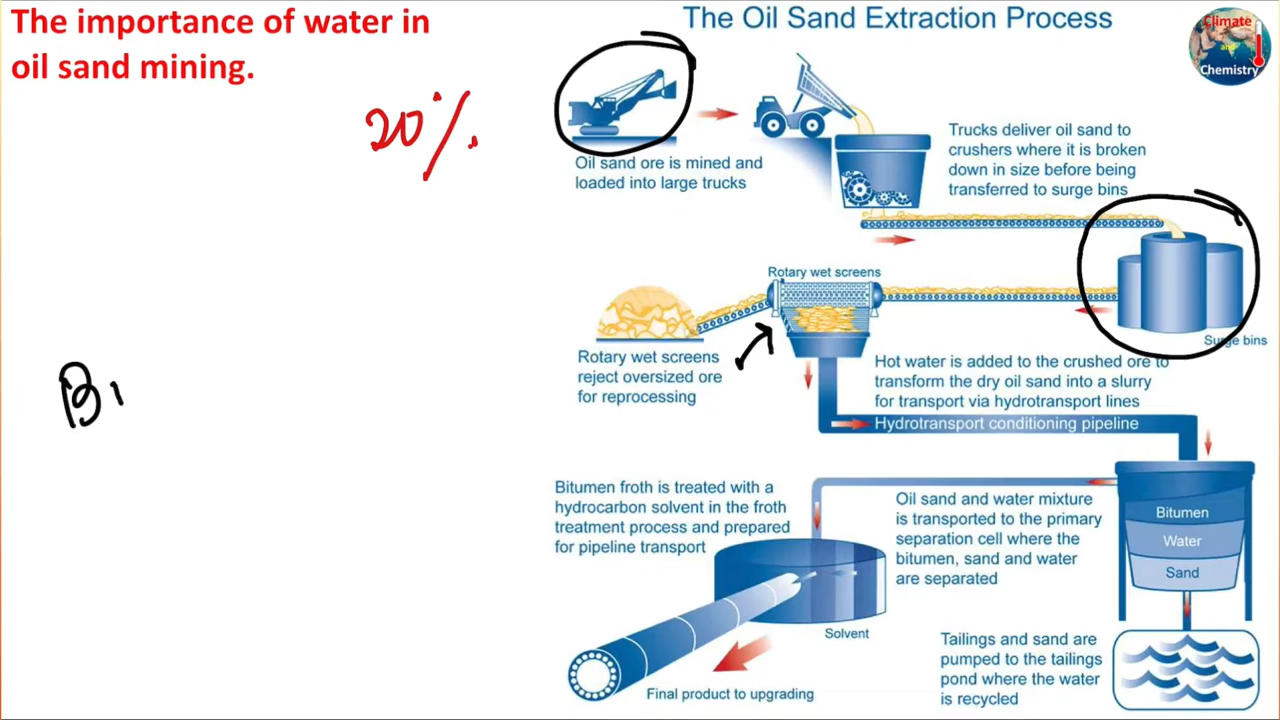 The importance of water in
oil sand mining.
20%
The Oil Sand Extraction Process
Climate
and
Chemistry
Oil sand ore is mined and
loaded into large trucks
Trucks deliver oil sand to
crushers where it is broken
down in size before being
transferred to surge bins
Rotary wet screens
Surge bins
Rotary wet screens
reject oversized ore
for reprocessing
Hot water is added to the crushed ore to
transform the dry oil sand into a slurry
for transport via hydrotransport lines
Hydrotransport conditioning pipeline
Bitumen froth is treated with a
hydrocarbon solvent in the froth
treatment process and prepared
for pipeline transport
Oil sand and water mixture
is transported to the primary
separation cell where the
bitumen, sand and water
are separated
Bitumen
Water
Sand
Solvent
Final product to upgrading
Tailings and sand are
pumped to the tailings
pond where the water
is recycled